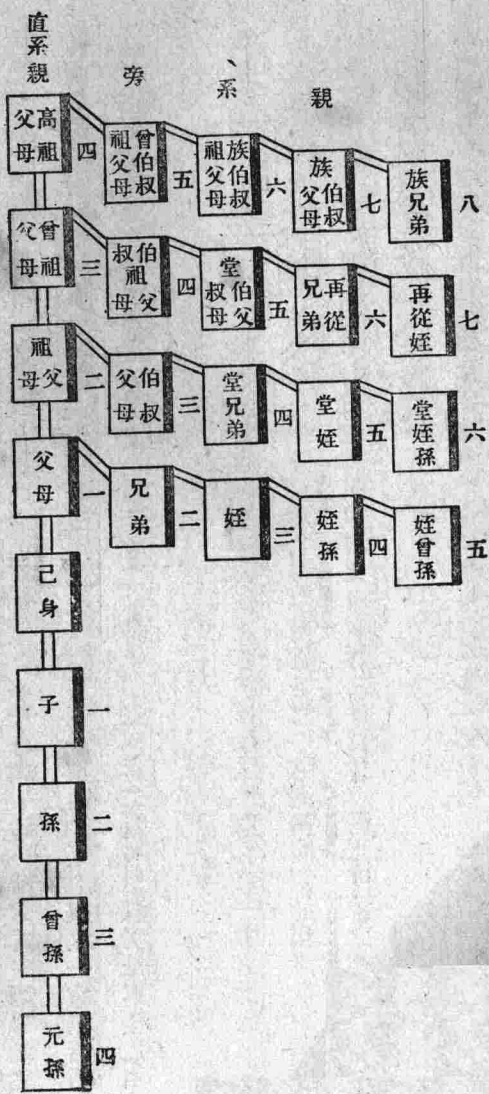 直系親
旁系親
高祖父母
四
曾伯叔祖父母
五
族伯叔祖父母
六
族伯叔父母
七
族兄弟
八
曾祖父母
三
伯叔祖父母
四
堂伯叔父母
五
再從兄弟
六
再從姪
七
祖父母
二
伯叔父母
三
堂兄弟
四
堂姪
五
堂姪孫
六
父母
一
兄弟
二
姪
三
姪孫
四
姪曾孫
五
己身
子
一
孫
二
曾孫
三
元孫
四